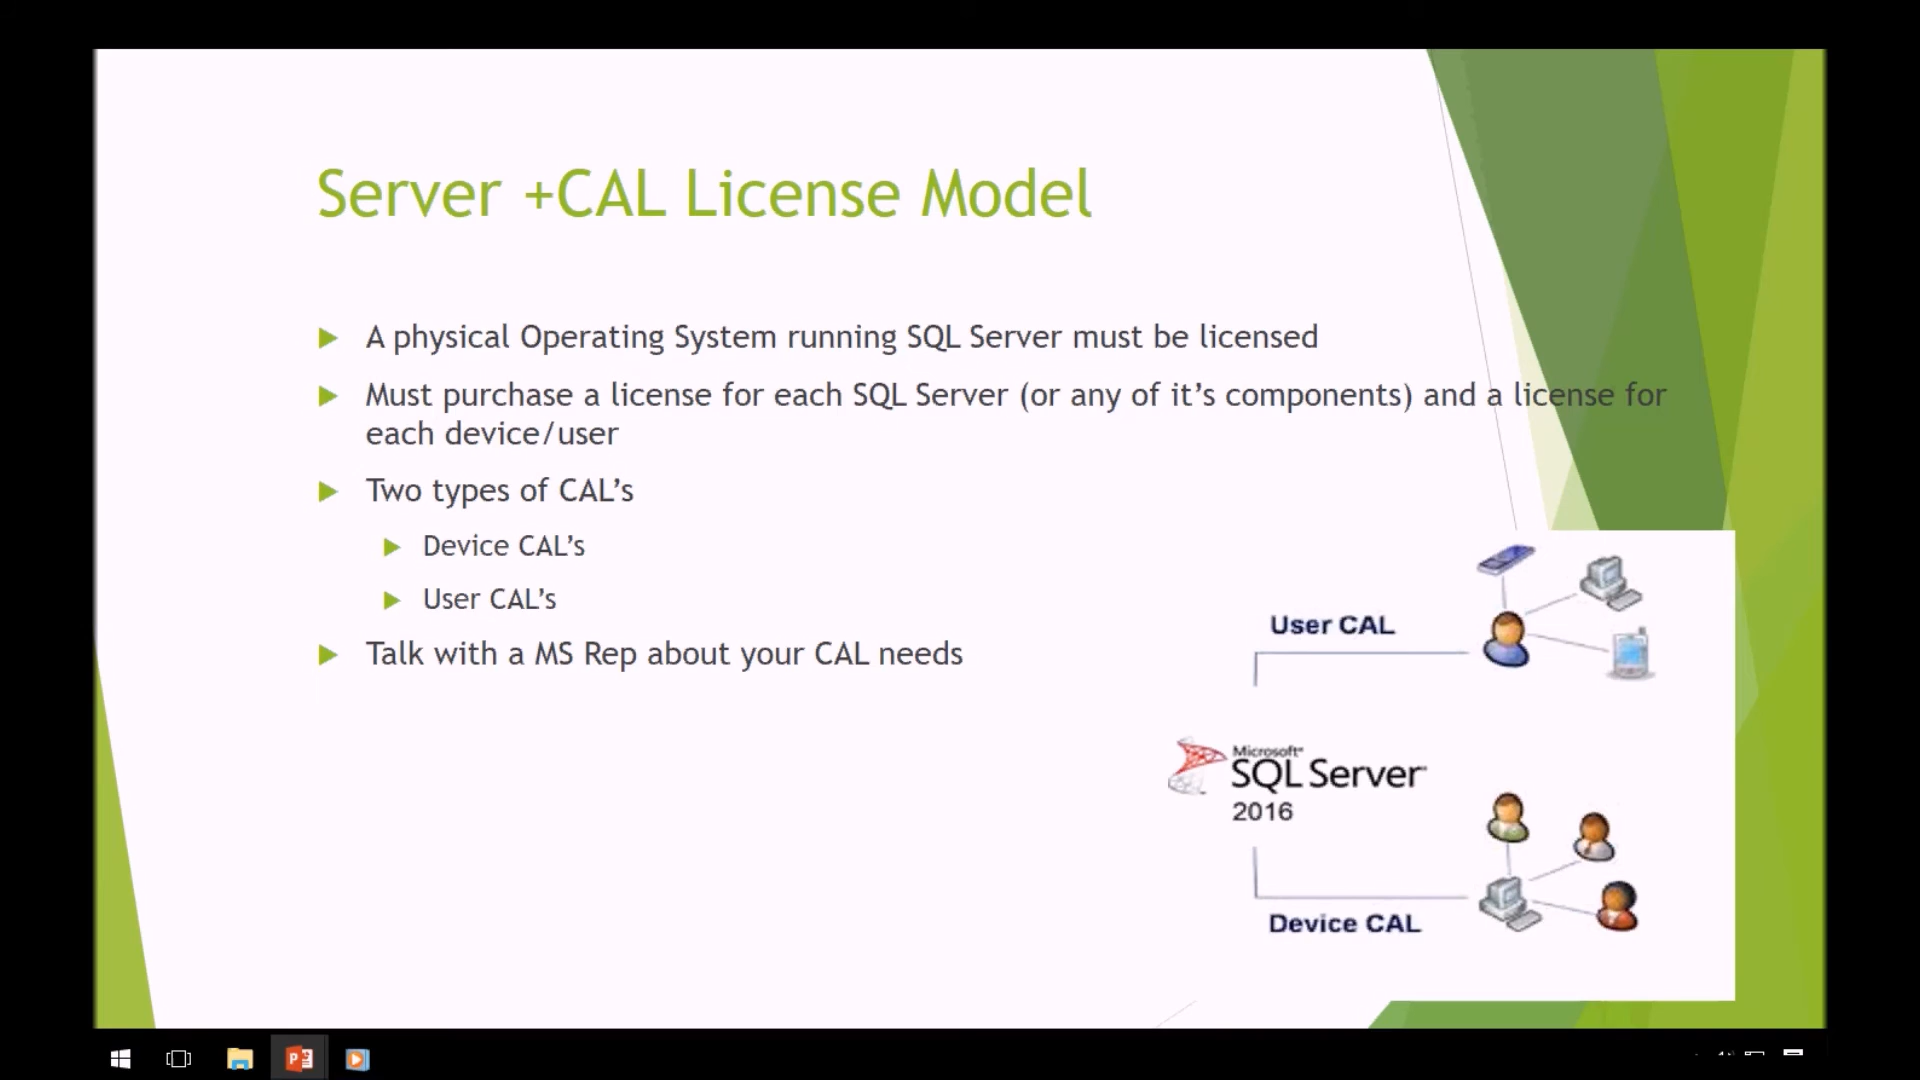 Server +CAL License Model
A physical Operating System running SQL Server must be licensed
Must purchase a license for each SQL Server (or any of it’s components) and a license for
each device/user
Two types of CAL’s
Device CAL’s
User CAL’s
Talk with a MS Rep about your CAL needs
User CAL
Microsoft
SQL Server
2016
Device CAL